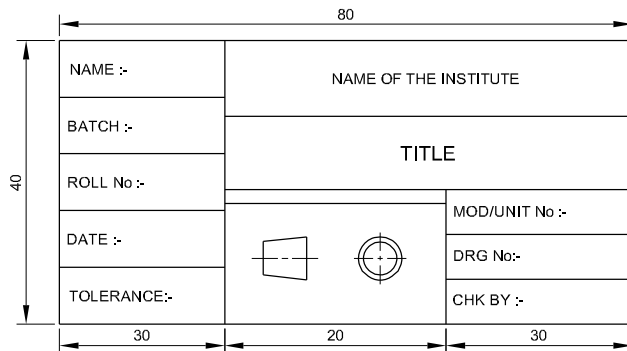 80
NAME :-
NAME OF THE INSTITUTE
BATCH :-
TITLE
40
ROLL No :-
MOD/UNIT No :-
DATE :-
DRG No:-
TOLERANCE:-
CHK BY :-
30
20
30